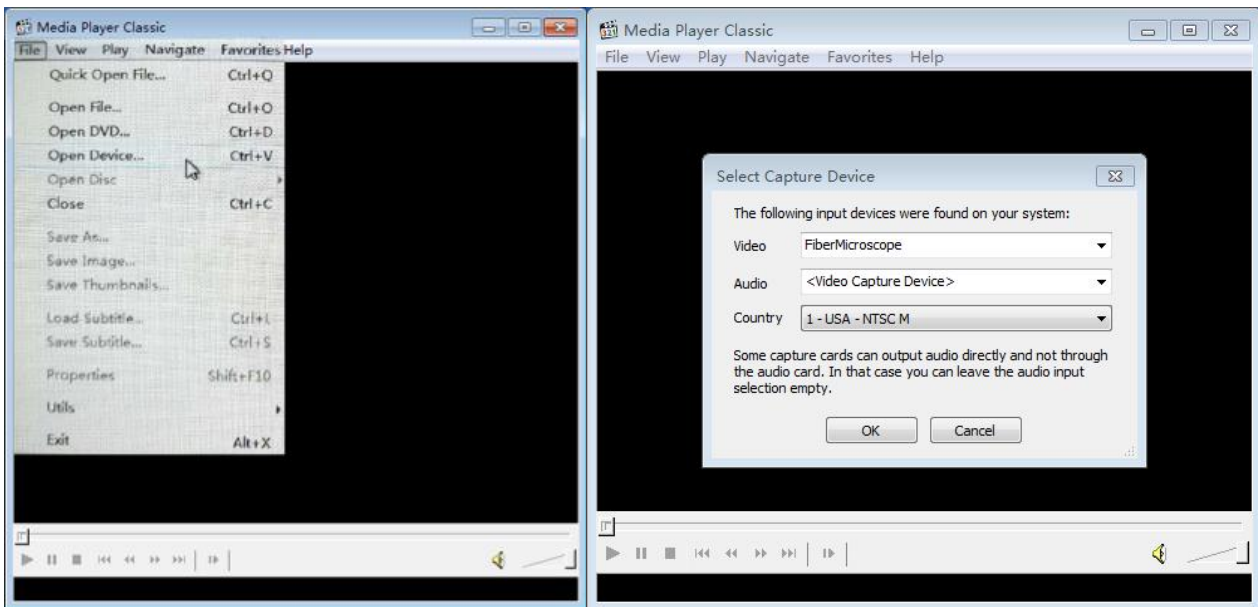 Media Player Classic
File View Play Navigate Favorites Help
Quick Open File... Ctrl+Q
Open File... Ctrl+O
Open DVD... Ctrl+D
Open Device... Ctrl+V
Open Disc
Close Ctrl+C
Save As...
Save Image...
Save Thumbnails...
Load Subtitle... Ctrl+L
Save Subtitle... Ctrl+S
Properties Shift+F10
Utils
Exit Alt+X
Media Player Classic
File View Play Navigate Favorites Help
Select Capture Device
The following input devices were found on your system:
Video FiberMicroscope
Audio <Video Capture Device>
Country 1 - USA - NTSC M
Some capture cards can output audio directly and not through
the audio card. In that case you can leave the audio input
selection empty.
OK Cancel